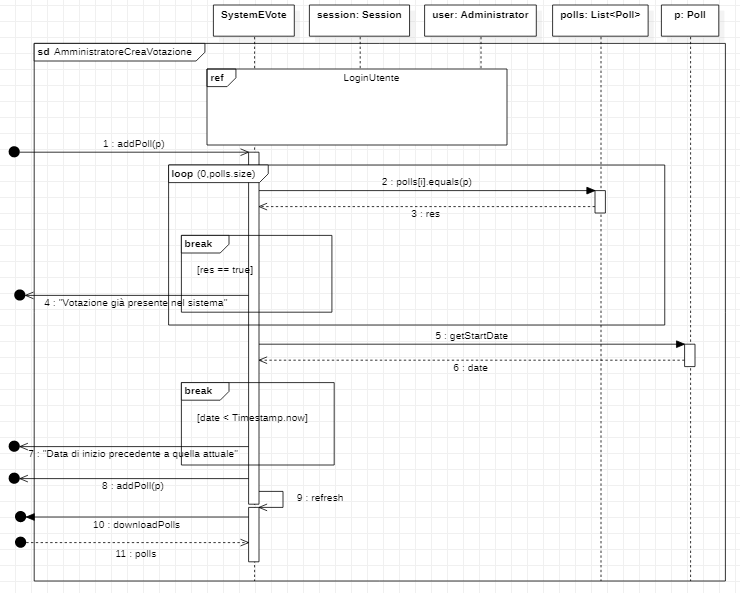 SystemEVote
session: Session
user: Administrator
polls: List<Poll>
p: Poll
sd AmministratoreCreaVotazione
ref
LoginUtente
1 : addPoll(p)
loop (0,polls.size)
2 : polls[i].equals(p)
3 : res
break
[res == true]
4 : "Votazione già presente nel sistema"
5 : getStartDate
6 : date
break
[date < Timestamp.now]
7 : "Data di inizio precedente a quella attuale"
8 : addPoll(p)
9 : refresh
10 : downloadPolls
11 : polls